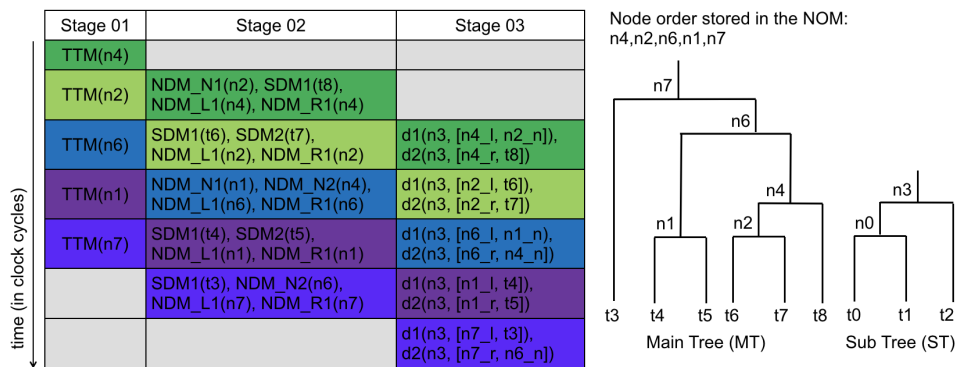 Stage 01 Stage 02 Stage 03
TTM(n4)
TTM(n2)
NDM_N1(n2), SDM1(t8),
NDM_L1(n4), NDM_R1(n4)
TTM(n6)
SDM1(t6), SDM2(t7),
NDM_L1(n2), NDM_R1(n2)
d1(n3, [n4_l, n2_n]),
d2(n3, [n4_r, t8])
TTM(n1)
NDM_N1(n1), NDM_N2(n4),
NDM_L1(n6), NDM_R1(n6)
d1(n3, [n2_l, t6]),
d2(n3, [n2_r, t7])
TTM(n7)
SDM1(t4), SDM2(t5),
NDM_L1(n1), NDM_R1(n1)
d1(n3, [n6_l, n1_n),
d2(n3, [n6_r, n4_n])
SDM1(t3), NDM_N2(n6),
NDM_L1(n7), NDM_R1(n7)
d1(n3, [n1_l, t4]),
d2(n3, [n1_r, t5])
d1(n3, [n7_l, t3]),
d2(n3, [n7_r, n6_n])
time (in clock cycles)
Node order stored in the NOM:
n4,n2,n6,n1,n7
n7
n6
n4 n3
n1 n2 n0
t3 t4 t5 t6 t7 t8 t0 t1 t2
Main Tree (MT) Sub Tree (ST)